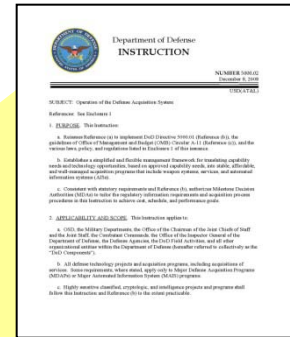 Department of Defense
INSTRUCTION
NUMBER 5000.02
December 8, 2008
USD(AT&L)
SUBJECT: Operation of the Defense Acquisition System
References: See Enclosure 1
1. PURPOSE. This Instruction:
a. Reissues Reference (a) to implement DoD Directive 5000.01 (Reference (b)), the
guidelines of Office of Management and Budget (OMB) Circular A-11 (Reference (c)), and the
various laws, policy, and regulations listed in Enclosure 1 of this issuance.
b. Establishes a simplified and flexible management framework for translating capability
needs and technology opportunities, based on approved capability needs, into stable, affordable,
and well-managed acquisition programs that include weapon systems, services, and automated
information systems (AISs).
c. Consistent with statutory requirements and Reference (b), authorizes Milestone Decision
Authorities (MDAs) to tailor the regulatory information requirements and acquisition process
procedures in this Instruction to achieve cost, schedule, and performance goals.
2. APPLICABILITY AND SCOPE. This Instruction applies to:
a. OSD, the Military Departments, the Office of the Chairman of the Joint Chiefs of Staff
and the Joint Staff, the Combatant Commands, the Office of the Inspector General of the
Department of Defense, the Defense Agencies, the DoD Field Activities, and all other
organizational entities within the Department of Defense (hereafter referred to collectively as the
"DoD Components").
b. All defense technology projects and acquisition programs, including acquisitions of
services. Some requirements, where stated, apply only to Major Defense Acquisition Programs
(MDAPs) or Major Automated Information System (MAIS) programs.
c. Highly sensitive classified, cryptologic, and intelligence projects and programs shall
follow this Instruction and Reference (b) to the extent practicable.